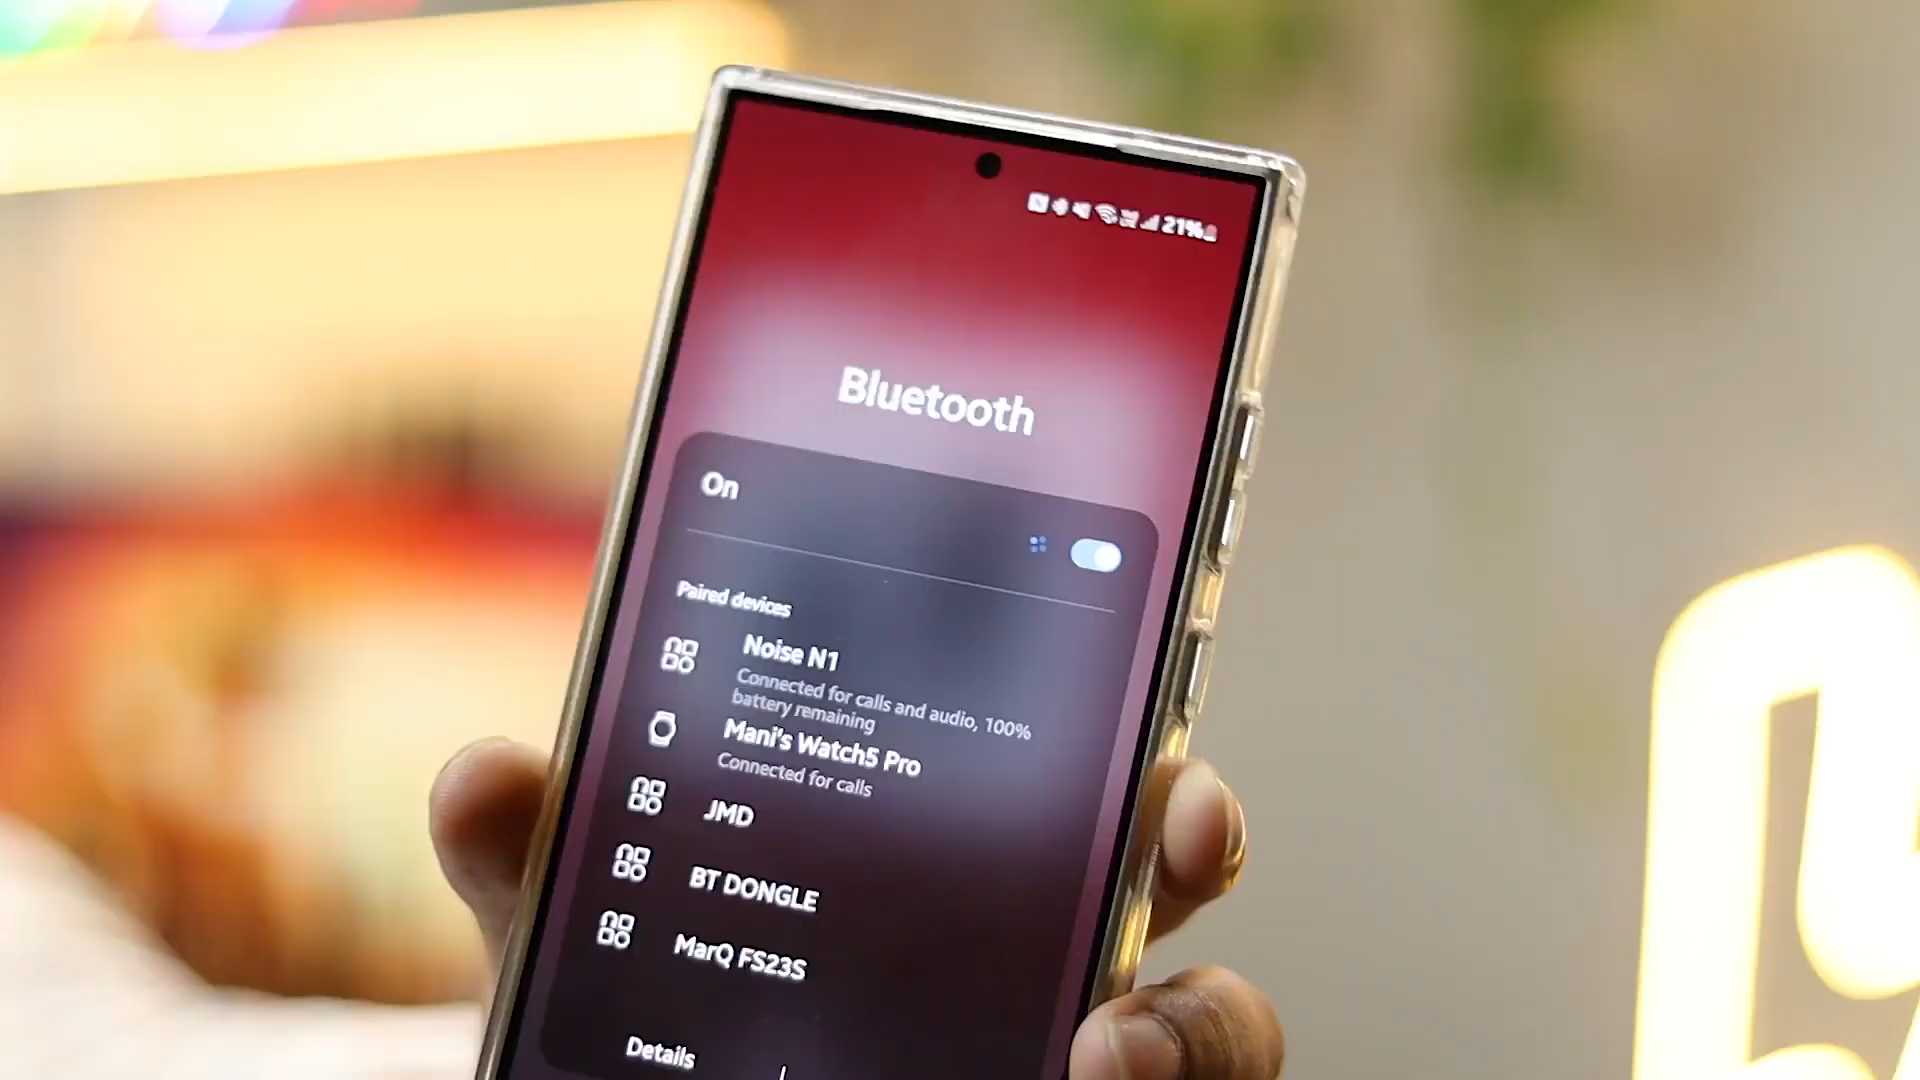 21%
Bluetooth
On
Paired devices
Noise N1
Connected for calls and audio, 100%
battery remaining
Mani's Watch5 Pro
Connected for calls
JMD
BT DONGLE
MarQ FS23S
Details